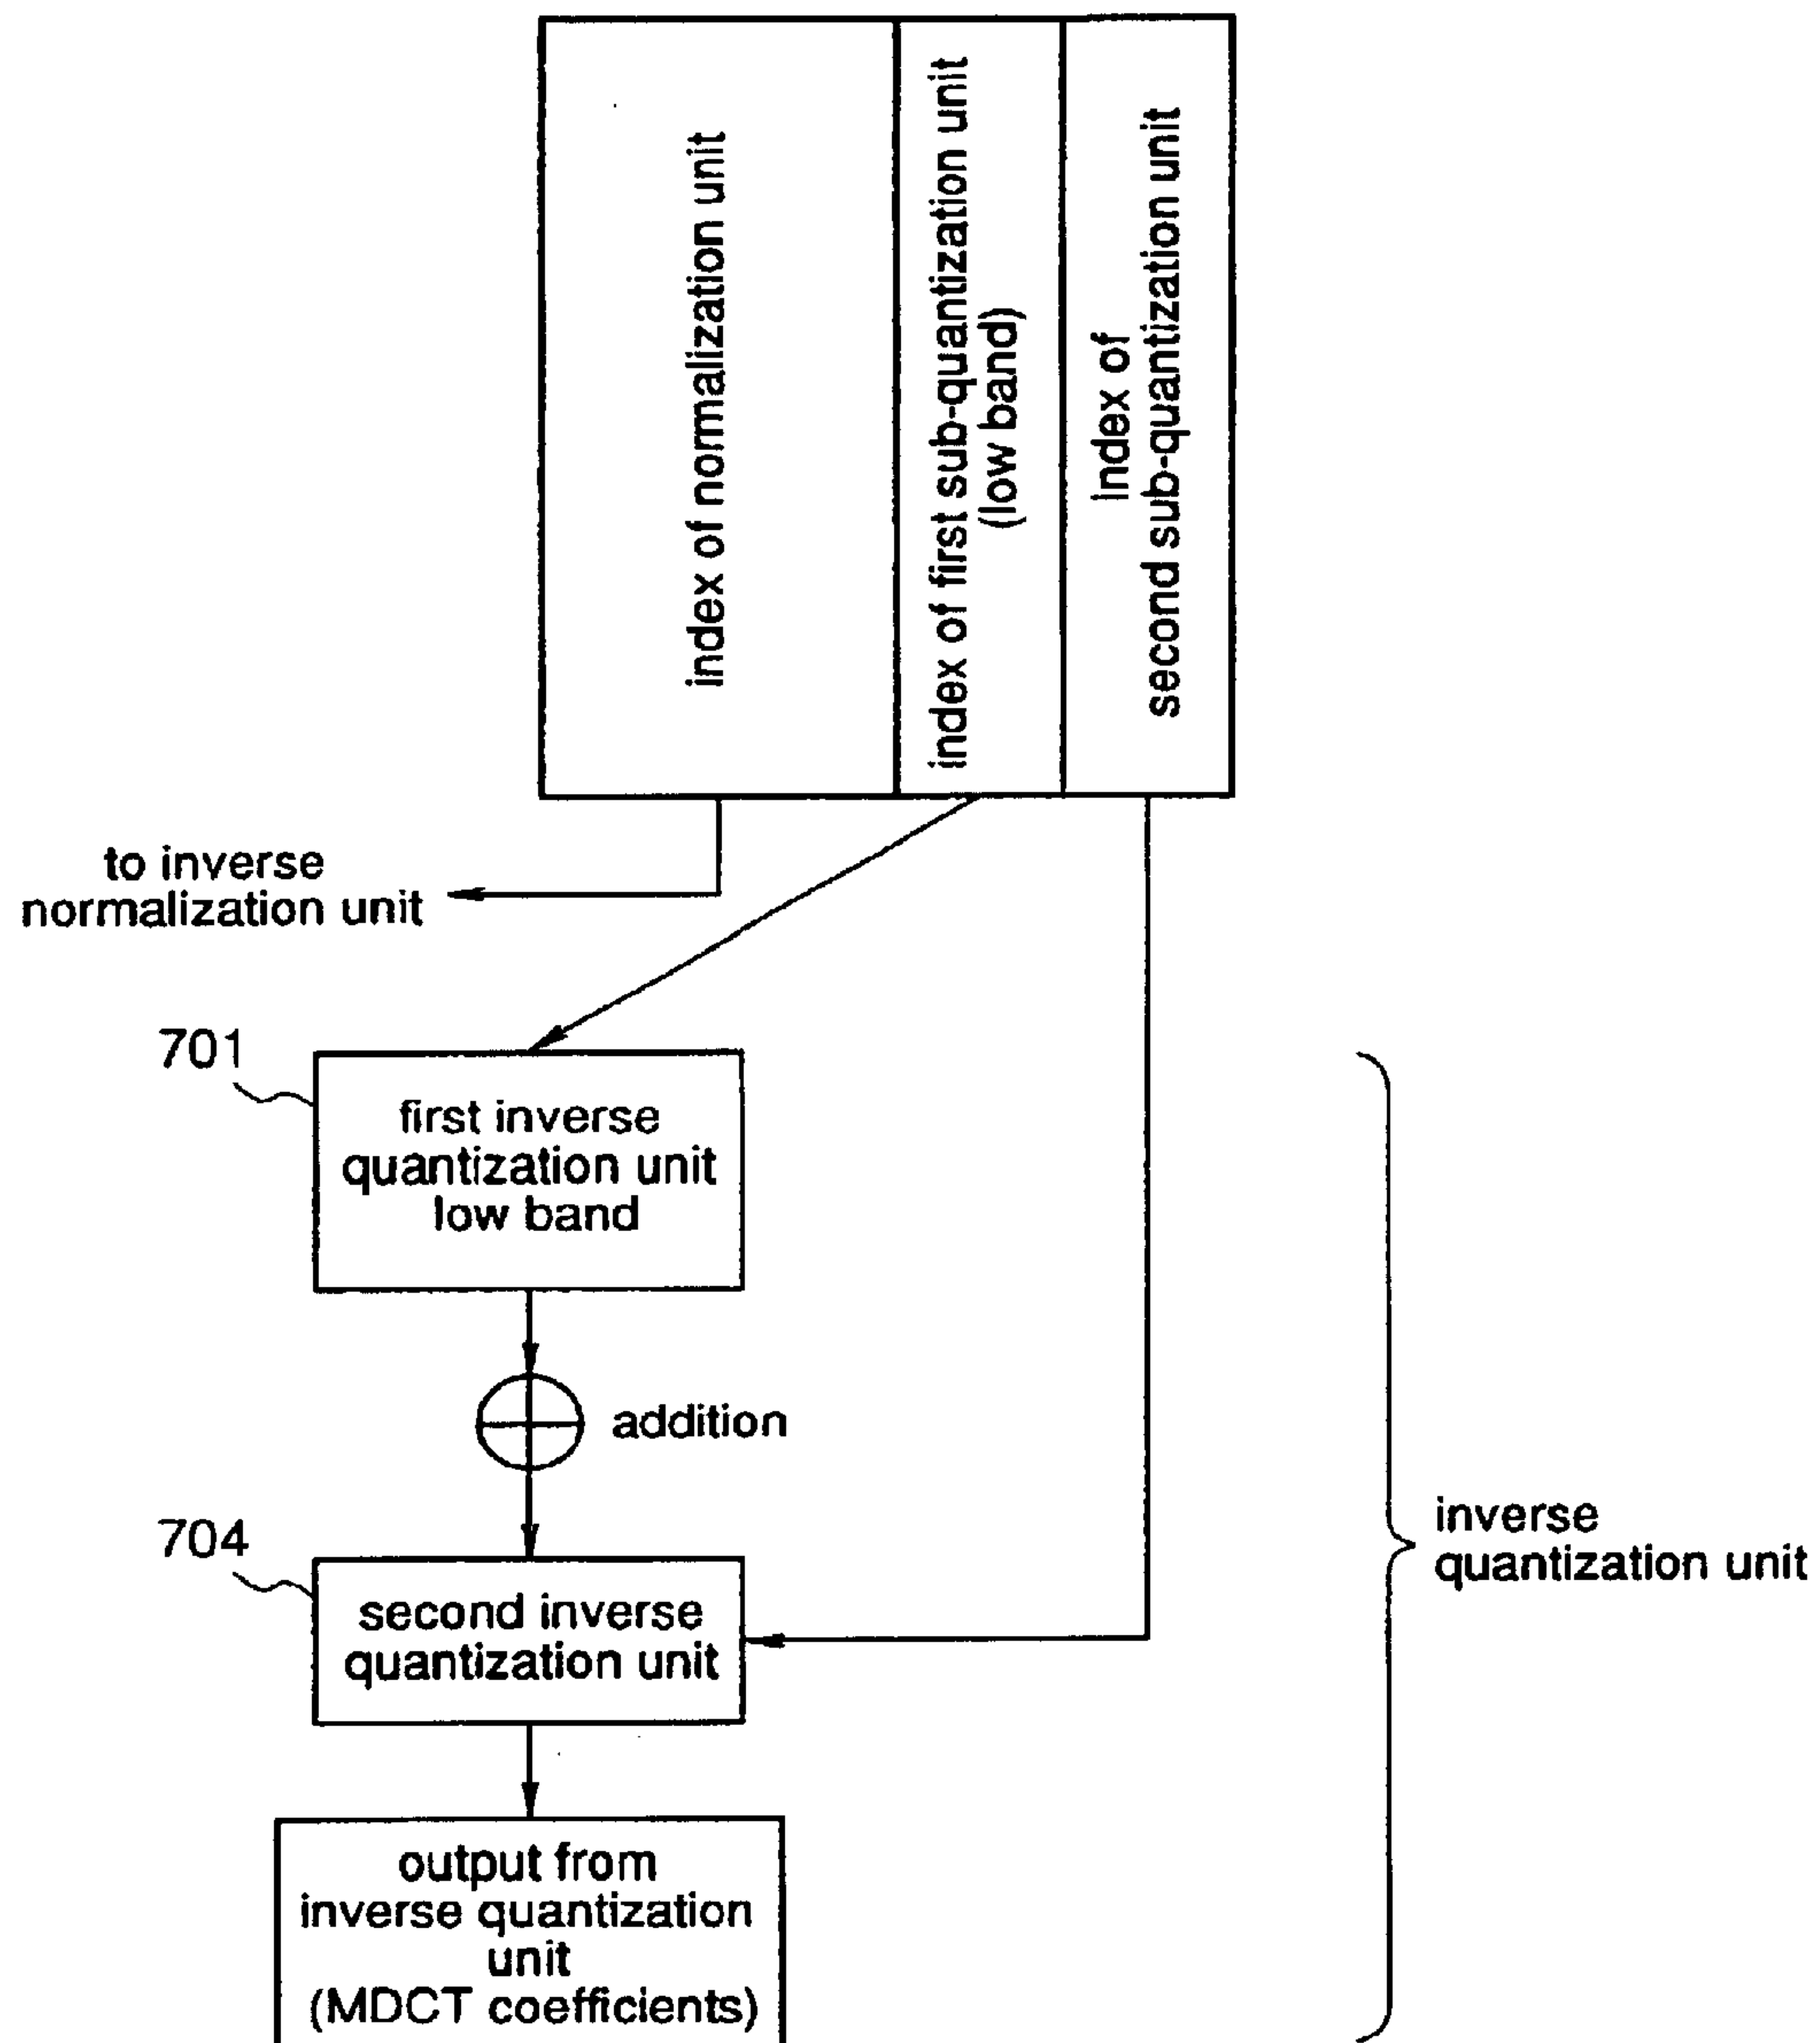 index of normalization unit
index of first sub-quantization unit
(low band)
index of
second sub-quantization unit
to inverse
normalization unit
701
first inverse
quantization unit
low band
addition
704
second inverse
quantization unit
inverse
quantization unit
output from
inverse quantization
unit
(MDCT coefficients)